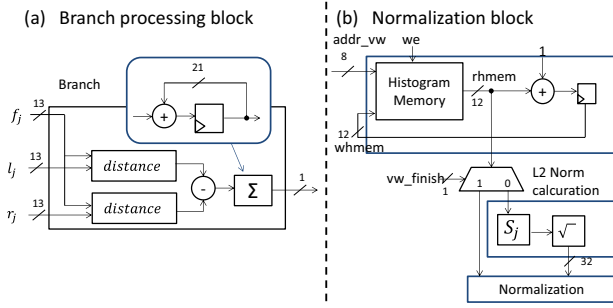 (a) Branch processing block
Branch
21
+
f_j
13
l_j
13
r_j
13
distance
distance
-
Σ
1
(b) Normalization block
addr_vw
we
1
8
Histogram
Memory
rhmem
12
+
12
whmem
vw_finish
1
1 0
L2 Norm
calcuration
S_j
√
32
Normalization